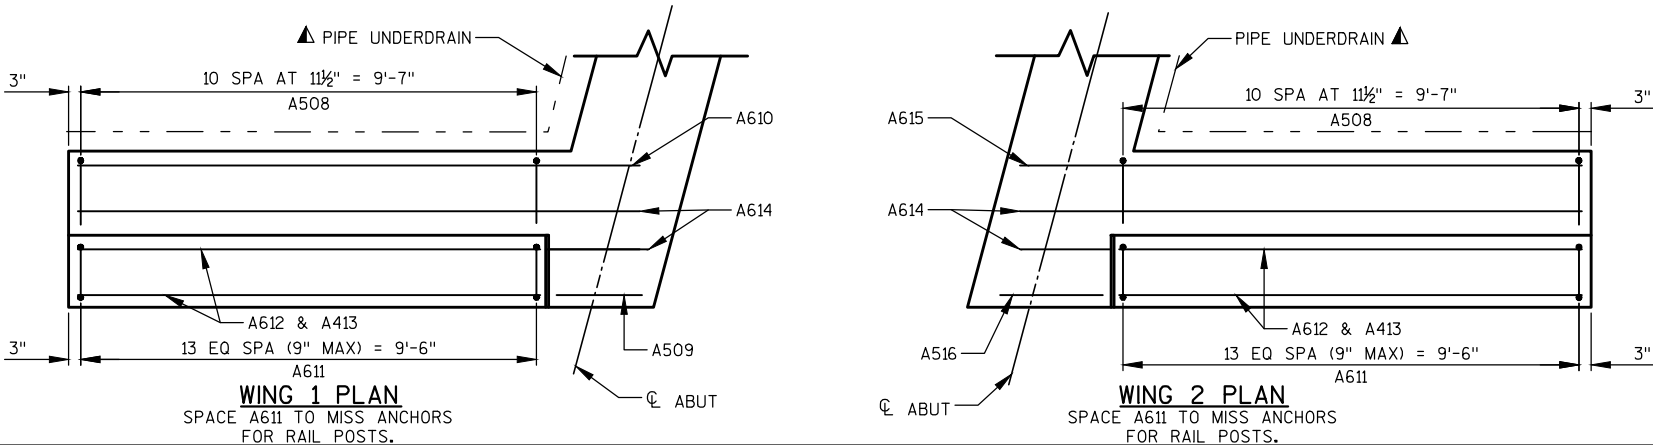 PIPE UNDERDRAIN
3"
10 SPA AT 11½" = 9'-7"
A508
A610
A614
A612 & A413
3"
13 EQ SPA (9" MAX) = 9'-6"
A611
A509
℄ ABUT
WING 1 PLAN
SPACE A611 TO MISS ANCHORS
FOR RAIL POSTS.
PIPE UNDERDRAIN
10 SPA AT 11½" = 9'-7"
3"
A508
A615
A614
A612 & A413
A516
13 EQ SPA (9" MAX) = 9'-6"
3"
A611
℄ ABUT
WING 2 PLAN
SPACE A611 TO MISS ANCHORS
FOR RAIL POSTS.